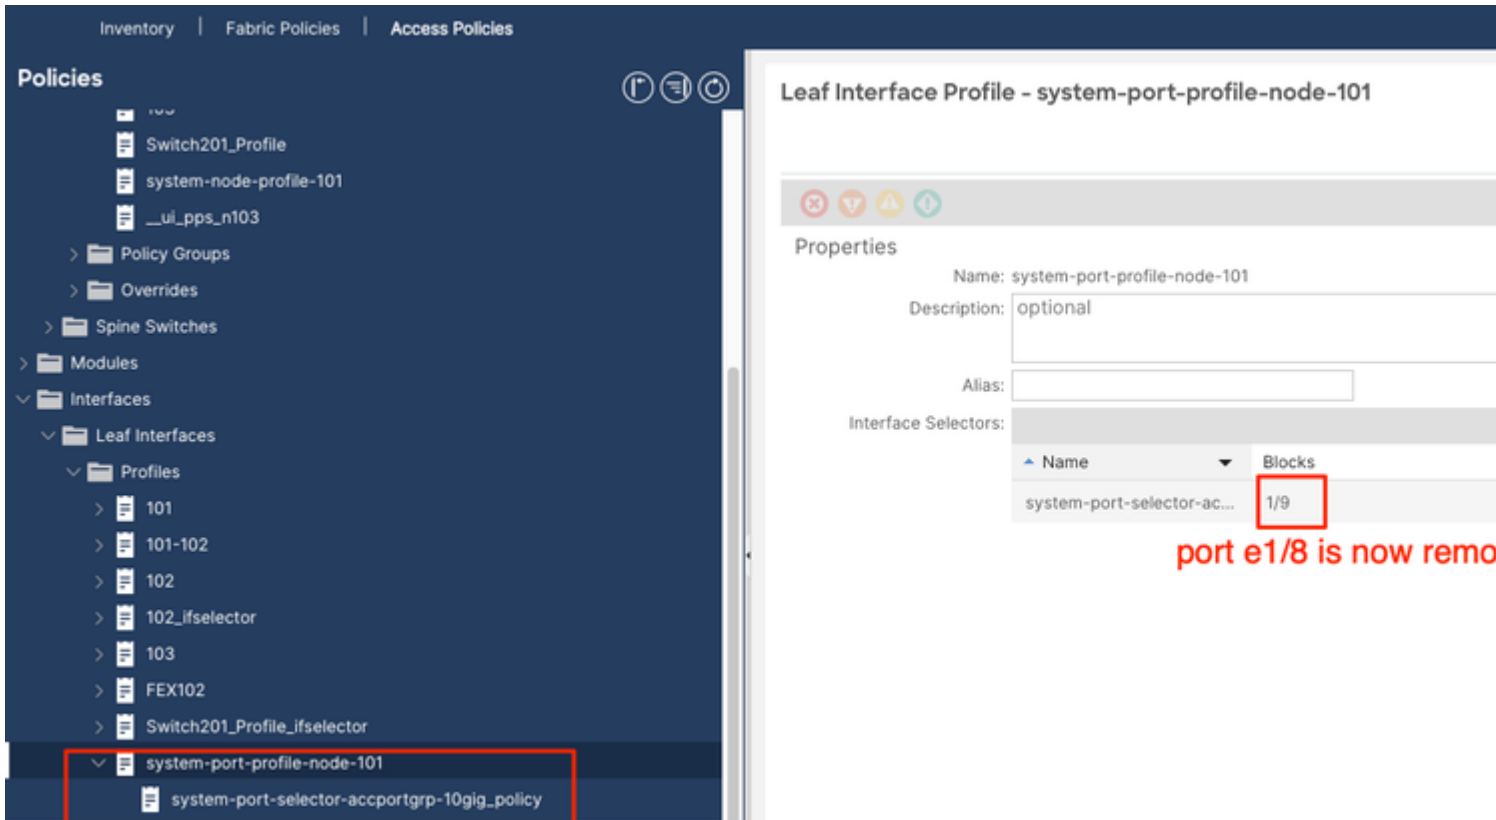 Inventory | Fabric Policies | Access Policies
Policies
Switch201_Profile
system-node-profile-101
__ui_pps_n103
Policy Groups
Overrides
Spine Switches
Modules
Interfaces
Leaf Interfaces
Profiles
101
101-102
102
102_ifselector
103
FEX102
Switch201_Profile_ifselector
system-port-profile-node-101
system-port-selector-accportgrp-10gig_policy
Leaf Interface Profile - system-port-profile-node-101
Properties
Name: system-port-profile-node-101
Description: optional
Alias:
Interface Selectors:
Name Blocks
system-port-selector-ac... 1/9
port e1/8 is now remo